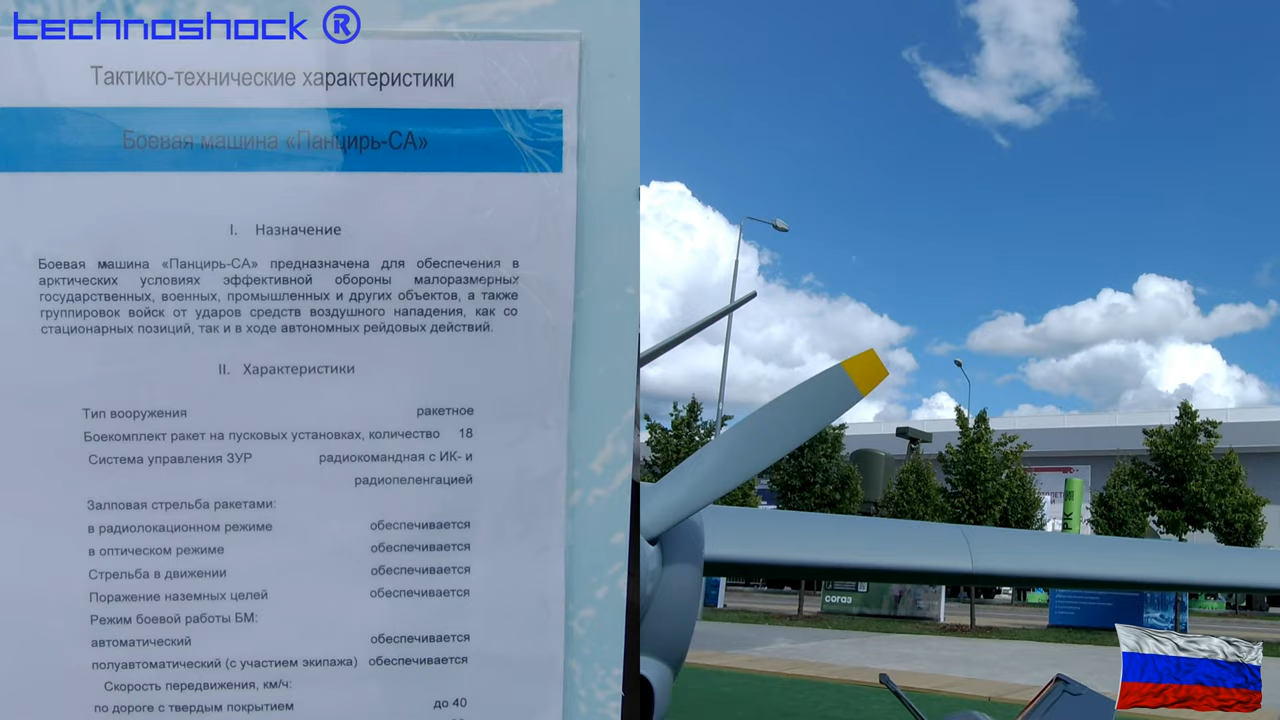 technoshock ®
Тактико-технические характеристики
Боевая машина «Панцирь-СА»
I. Назначение
Боевая машина «Панцирь-СА» предназначена для обеспечения в
арктических условиях эффективной обороны малоразмерных
государственных, военных, промышленных и других объектов, а также
группировок войск от ударов средств воздушного нападения, как со
стационарных позиций, так и в ходе автономных рейдовых действий.
II. Характеристики
Тип вооружения ракетное
Боекомплект ракет на пусковых установках, количество 18
Система управления ЗУР радиокомандная с ИК- и
радиопеленгацией
Залповая стрельба ракетами:
в радиолокационном режиме обеспечивается
в оптическом режиме обеспечивается
Стрельба в движении обеспечивается
Поражение наземных целей обеспечивается
Режим боевой работы БМ:
автоматический обеспечивается
полуавтоматический (с участием экипажа) обеспечивается
Скорость передвижения, км/ч:
по дороге с твердым покрытием до 40
согаз